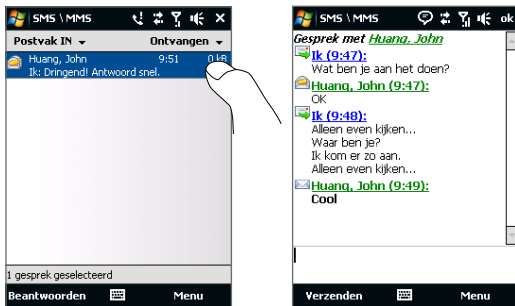 SMS \ MMS
Postvak IN Ontvangen
Huang, John 9:51 0 kB
Ik: Dringend! Antwoord snel.
1 gesprek geselecteerd
Beantwoorden Menu
SMS \ MMS ok
Gesprek met Huang, John
Ik (9:47):
Wat ben je aan het doen?
Huang, John (9:47):
OK
Ik (9:48):
Alleen even kijken...
Waar ben je?
Ik kom er zo aan.
Alleen even kijken...
Huang, John (9:49):
Cool
Verzenden Menu